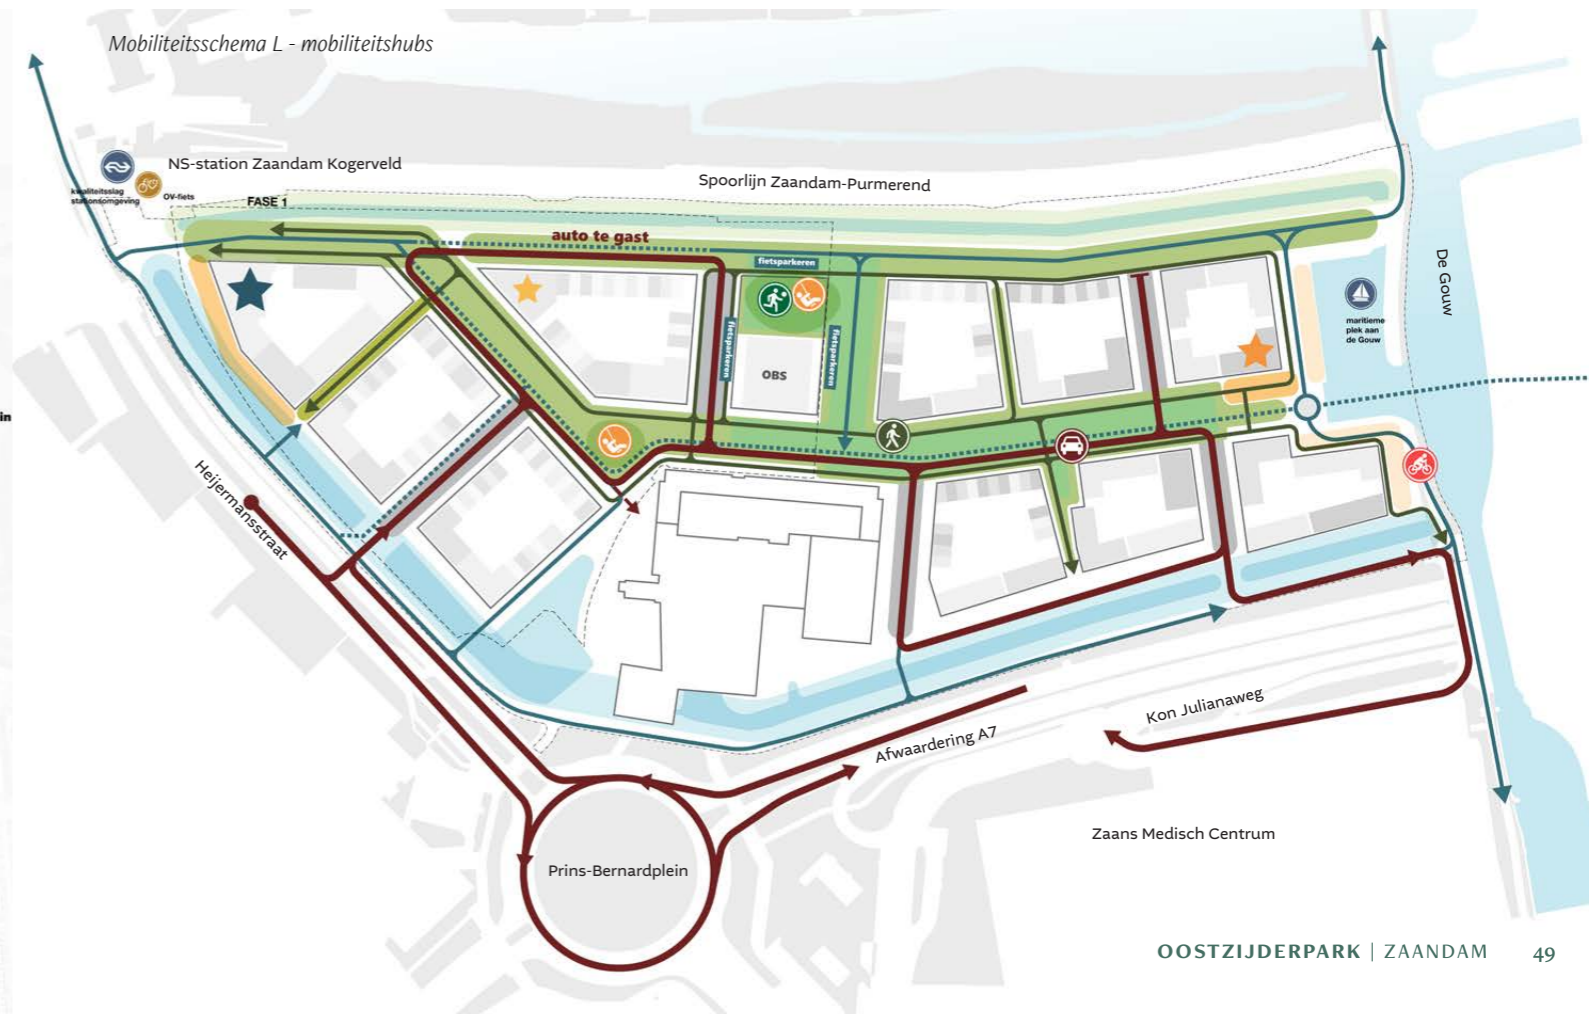 Mobiliteitsschema L - mobiliteitshubs
NS-station Zaandam Kogerveld
kwaliteitsslag
stationsomgeving
OV-fiets
FASE 1
Spoorlijn Zaandam-Purmerend
auto te gast
fietsparkeren
fietsparkeren
fietsparkeren
OBS
De Gouw
maritieme
plek aan
de Gouw
in
Heijermansstraat
Kon Julianaweg
Afwaardering A7
Zaans Medisch Centrum
Prins-Bernardplein
OOSTZIJDERPARK | ZAANDAM 49